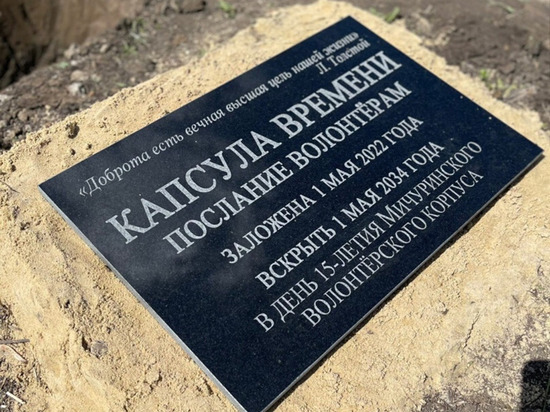 «Доброта есть вечная высшая цель нашей жизни»
Л. Толстой
КАПСУЛА ВРЕМЕНИ
ПОСЛАНИЕ ВОЛОНТЁРАМ
ЗАЛОЖЕНА 1 МАЯ 2022 ГОДА
ВСКРЫТЬ 1 МАЯ 2034 ГОДА
В ДЕНЬ 15-ЛЕТИЯ МИЧУРИНСКОГО
ВОЛОНТЁРСКОГО КОРПУСА